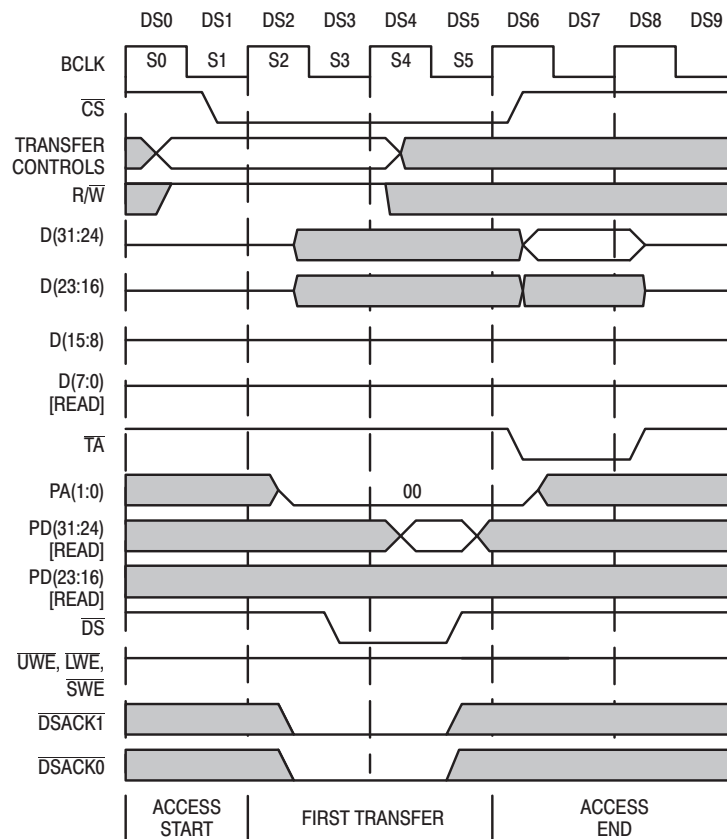 DS0 DS1 DS2 DS3 DS4 DS5 DS6 DS7 DS8 DS9
BCLK S0 S1 S2 S3 S4 S5
CS
TRANSFER
CONTROLS
R/W
D(31:24)
D(23:16)
D(15:8)
D(7:0)
[READ]
TA
PA(1:0) 00
PD(31:24)
[READ]
PD(23:16)
[READ]
DS
UWE, LWE,
SWE
DSACK1
DSACK0
ACCESS
START
FIRST TRANSFER
ACCESS
END